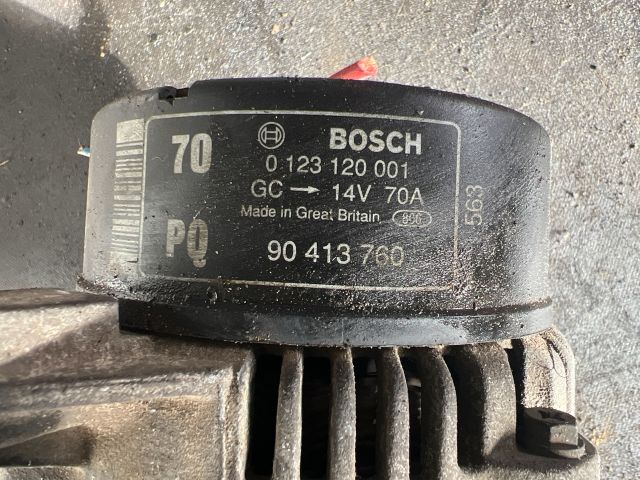 70
BOSCH
0 123 120 001
GC → 14V 70A
Made in Great Britain
PQ
90 413 760
563